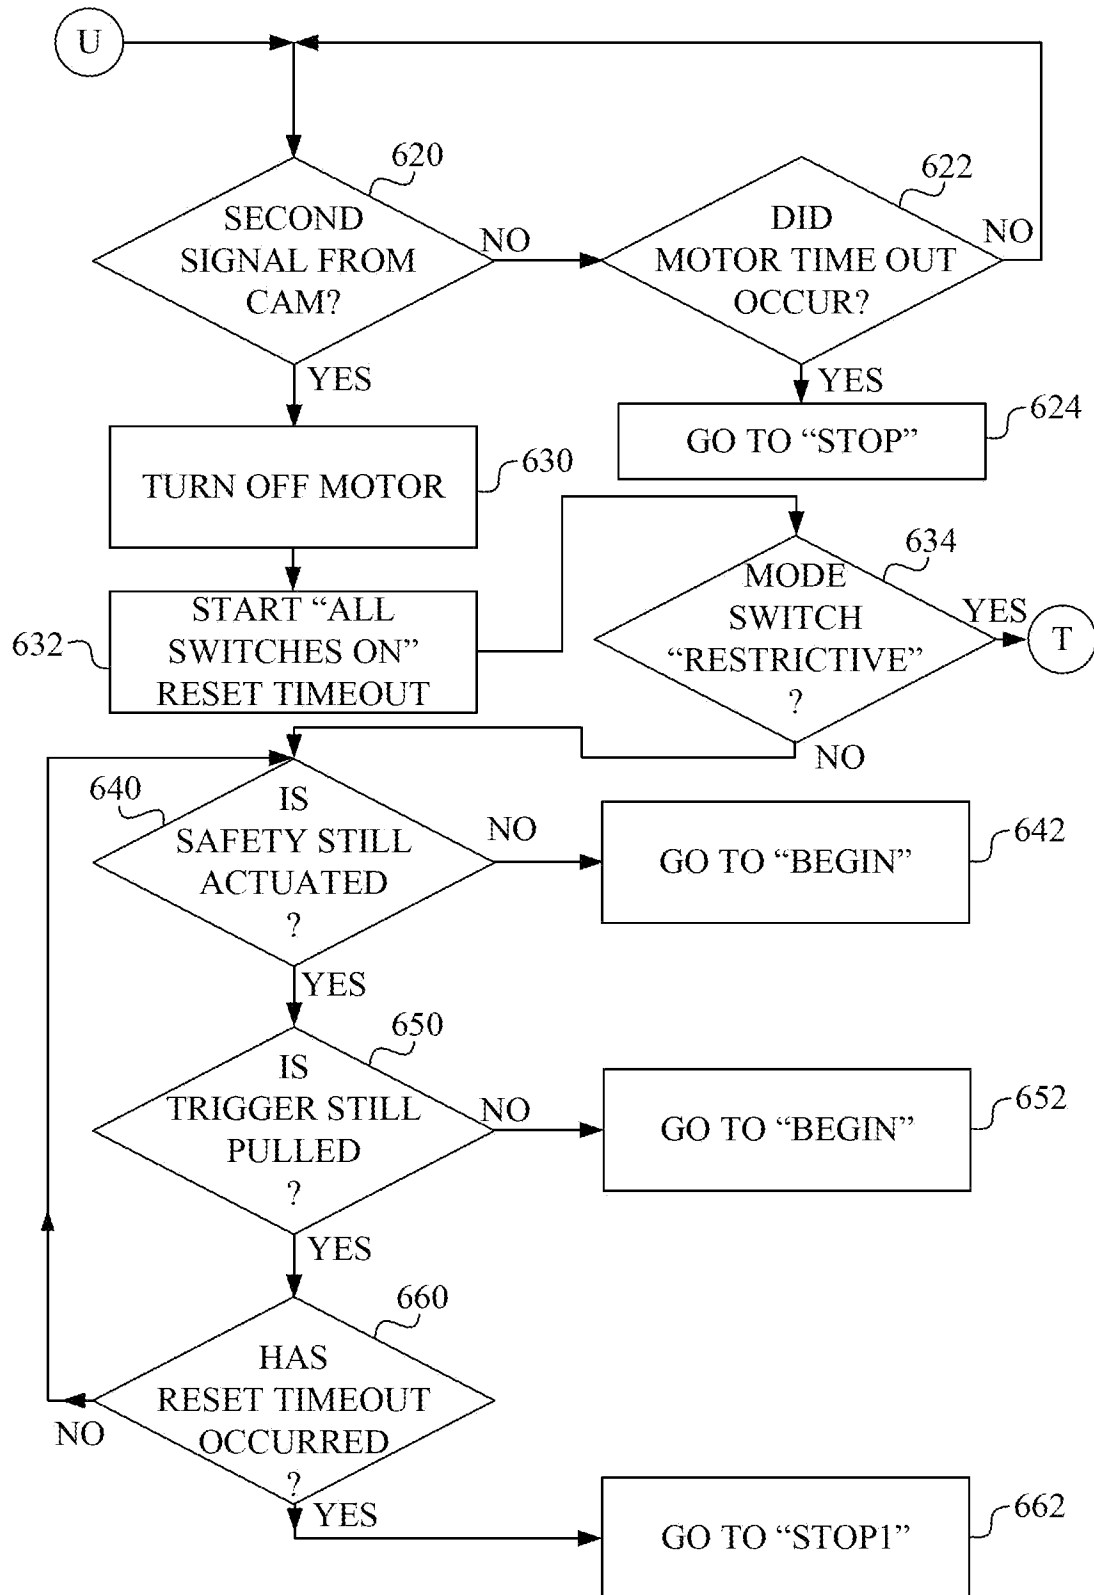 U
620
SECOND
SIGNAL FROM
CAM?
NO
YES
622
DID
MOTOR TIME OUT
OCCUR?
NO
YES
GO TO “STOP”
624
TURN OFF MOTOR
630
START “ALL
SWITCHES ON”
RESET TIMEOUT
632
634
MODE
SWITCH
“RESTRICTIVE”
?
YES
T
NO
640
IS
SAFETY STILL
ACTUATED
?
NO
GO TO “BEGIN”
642
YES
650
IS
TRIGGER STILL
PULLED
?
NO
GO TO “BEGIN”
652
YES
660
HAS
RESET TIMEOUT
OCCURRED
?
NO
YES
GO TO “STOP1”
662